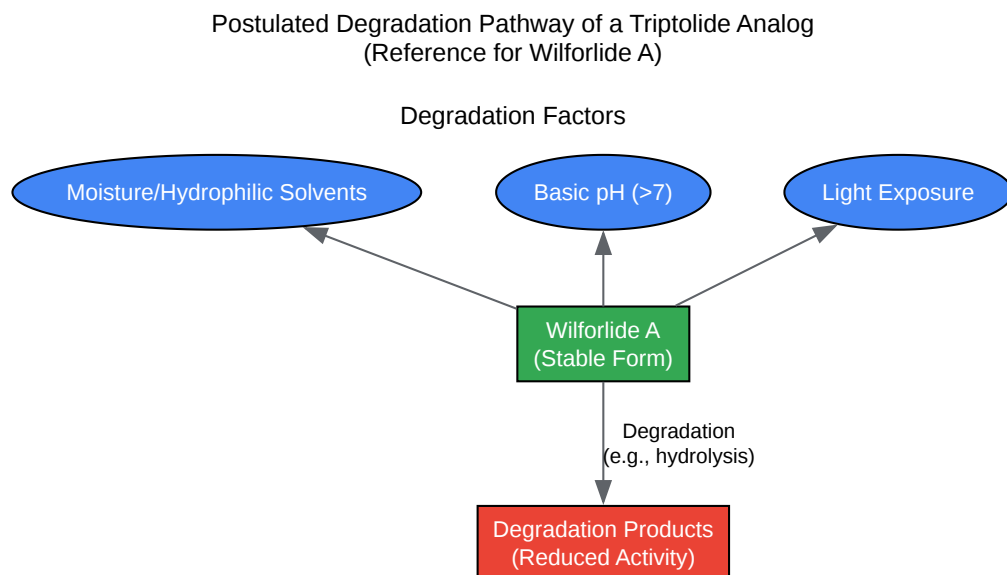 Postulated Degradation Pathway of a Triptolide Analog
(Reference for Wilforlide A)
Degradation Factors
Moisture/Hydrophilic Solvents
Basic pH (>7)
Light Exposure
Wilforlide A
(Stable Form)
Degradation
(e.g., hydrolysis)
Degradation Products
(Reduced Activity)